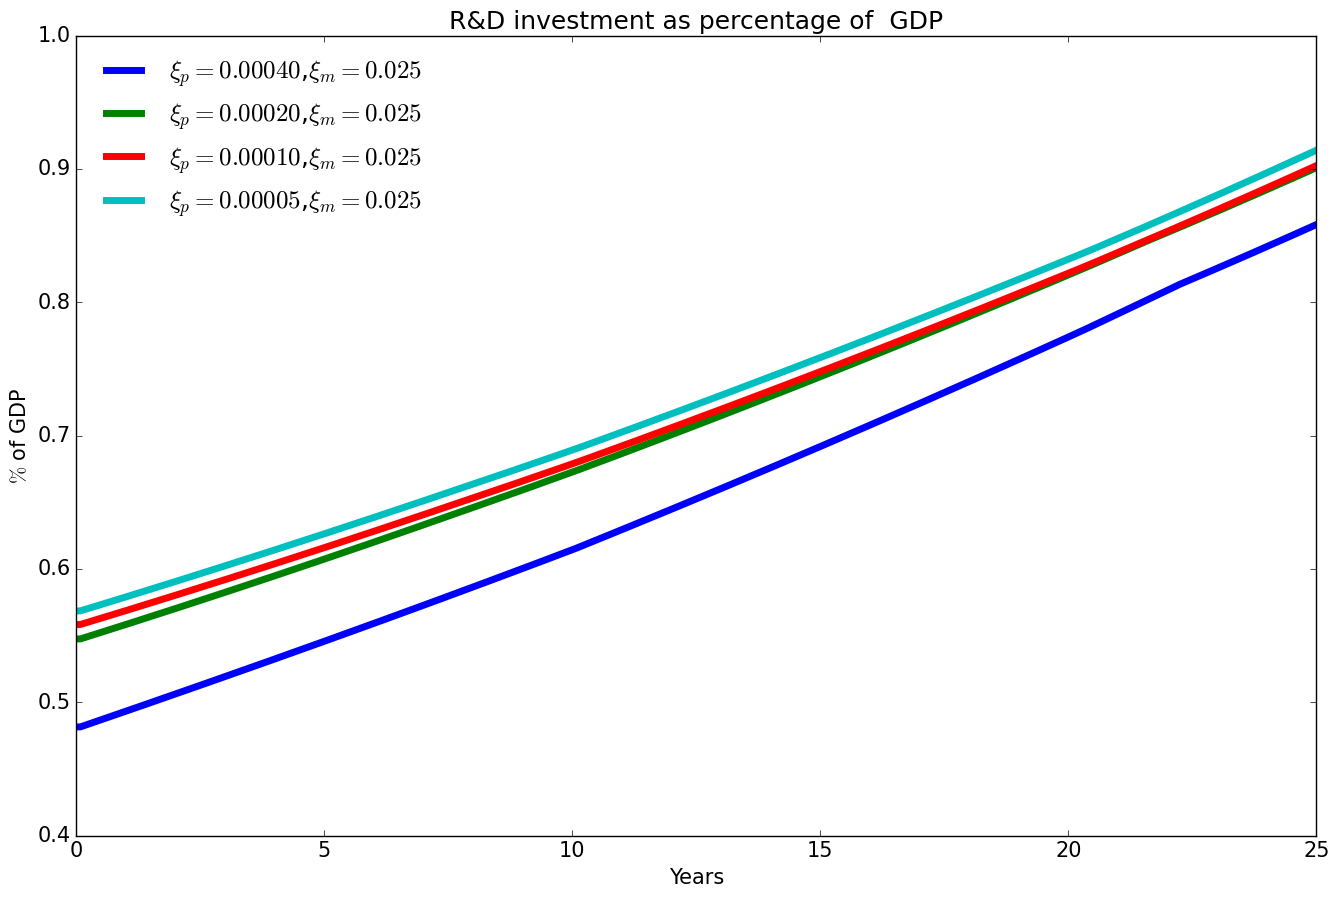 R&D investment as percentage of  GDP
1.0
0.9
0.8
0.7
0.6
0.5
0.4
% of GDP
ξp = 0.00040,ξm = 0.025
ξp = 0.00020,ξm = 0.025
ξp = 0.00010,ξm = 0.025
ξp = 0.00005,ξm = 0.025
0 5 10 15 20 25
Years